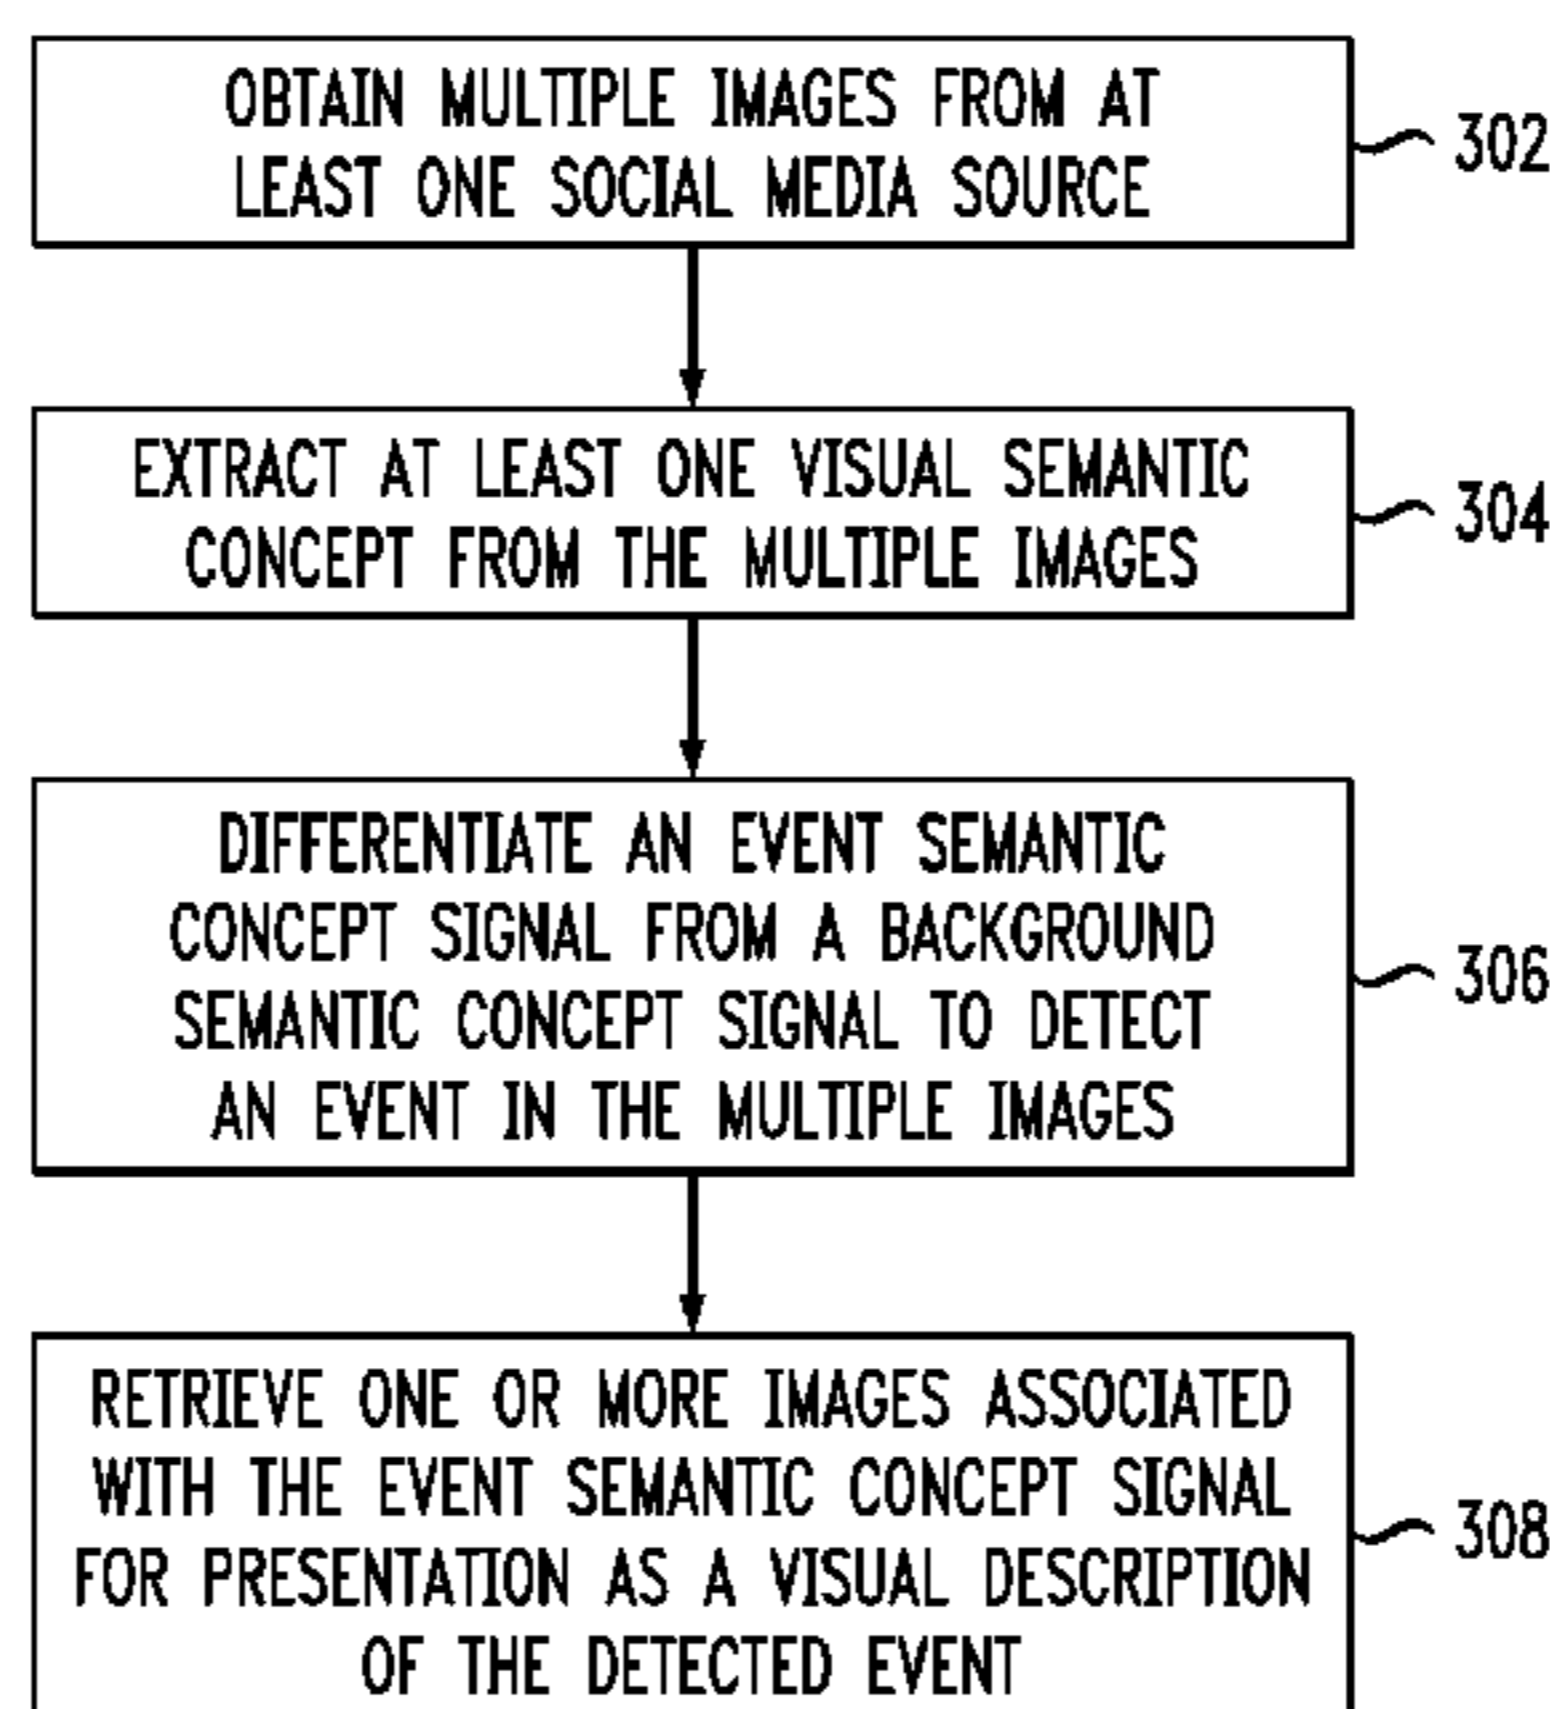 OBTAIN MULTIPLE IMAGES FROM AT
LEAST ONE SOCIAL MEDIA SOURCE
302
EXTRACT AT LEAST ONE VISUAL SEMANTIC
CONCEPT FROM THE MULTIPLE IMAGES
304
DIFFERENTIATE AN EVENT SEMANTIC
CONCEPT SIGNAL FROM A BACKGROUND
SEMANTIC CONCEPT SIGNAL TO DETECT
AN EVENT IN THE MULTIPLE IMAGES
306
RETRIEVE ONE OR MORE IMAGES ASSOCIATED
WITH THE EVENT SEMANTIC CONCEPT SIGNAL
FOR PRESENTATION AS A VISUAL DESCRIPTION
OF THE DETECTED EVENT
308